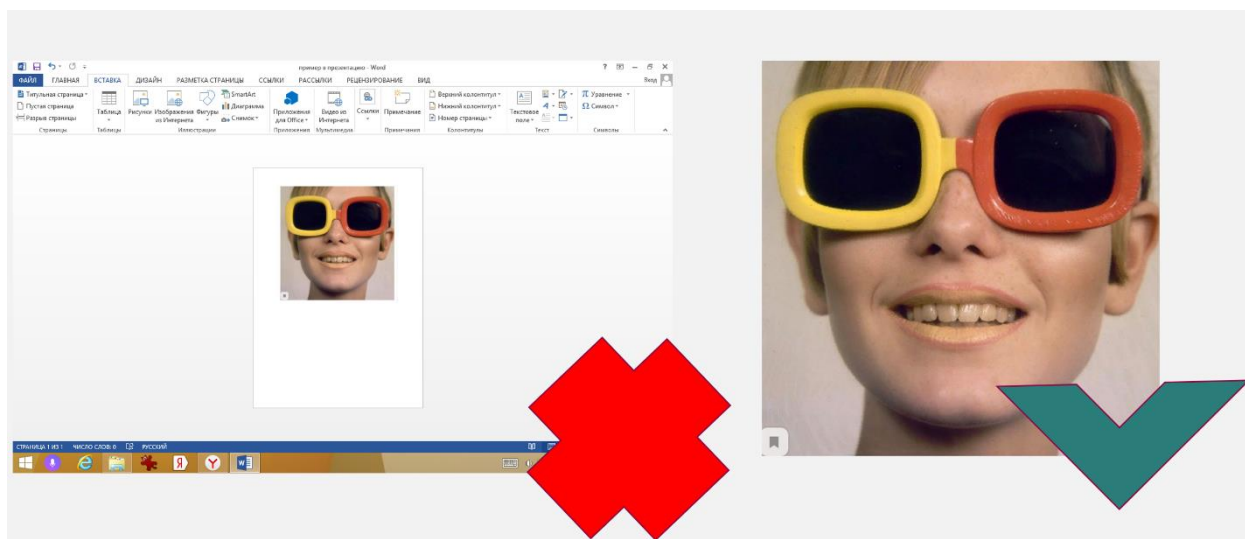 пример в презентацию - Word
ФАЙЛ ГЛАВНАЯ ВСТАВКА ДИЗАЙН РАЗМЕТКА СТРАНИЦЫ ССЫЛКИ РАССЫЛКИ РЕЦЕНЗИРОВАНИЕ ВИД Вход
Титульная страница
Пустая страница
Разрыв страницы
Страницы
Таблица
Таблицы
Рисунки
Изображения из Интернета
Фигуры
SmartArt
Диаграмма
Снимок
Иллюстрации
Приложения для Office
Приложения
Видео из Интернета
Мультимедиа
Ссылки
Примечание
Примечания
Верхний колонтитул
Нижний колонтитул
Номер страницы
Колонтитулы
Текстовое поле
Текст
Уравнение
Символ
Символы
СТРАНИЦА 1 ИЗ 1 ЧИСЛО СЛОВ: 0 РУССКИЙ